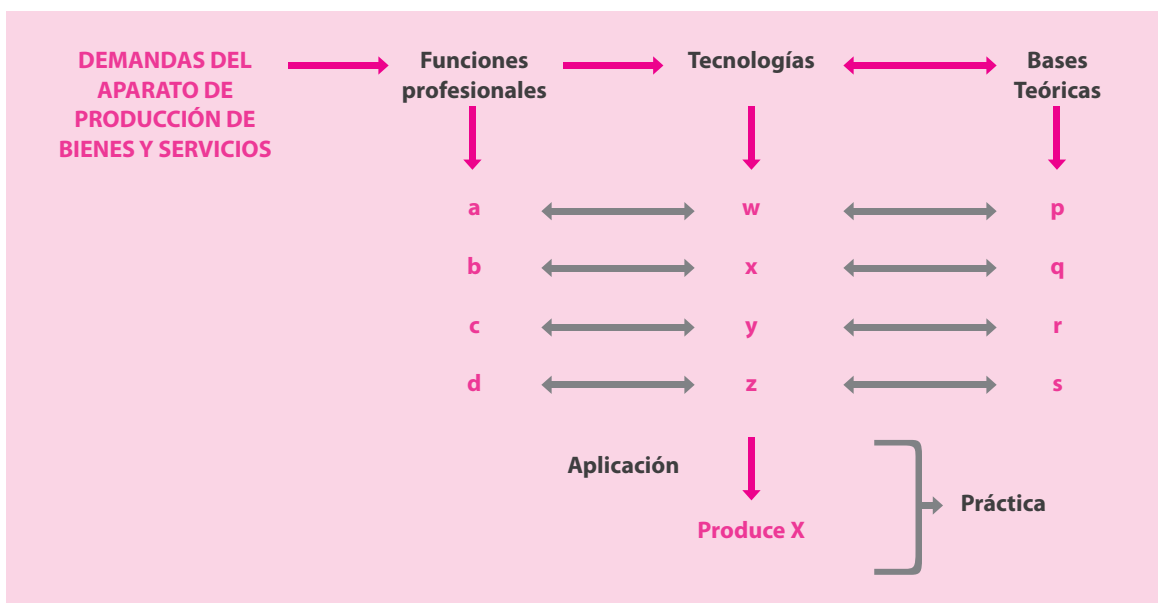 DEMANDAS DEL
APARATO DE
PRODUCCIÓN DE
BIENES Y SERVICIOS
Funciones
profesionales
Tecnologías
Bases
Teóricas
a
w
p
b
x
q
c
y
r
d
z
s
Aplicación
Produce X
Práctica